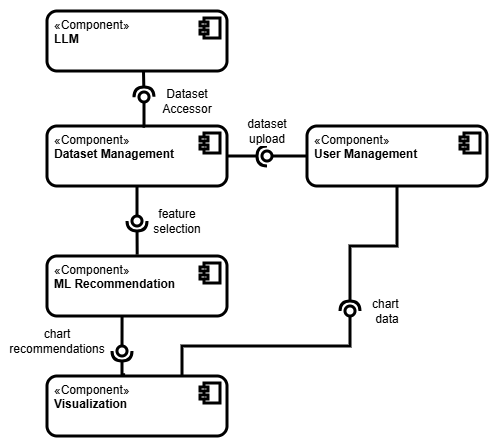 «Component»
LLM
Dataset
Accessor
«Component»
Dataset Management
dataset
upload
«Component»
User Management
feature
selection
«Component»
ML Recommendation
chart
data
chart
recommendations
«Component»
Visualization